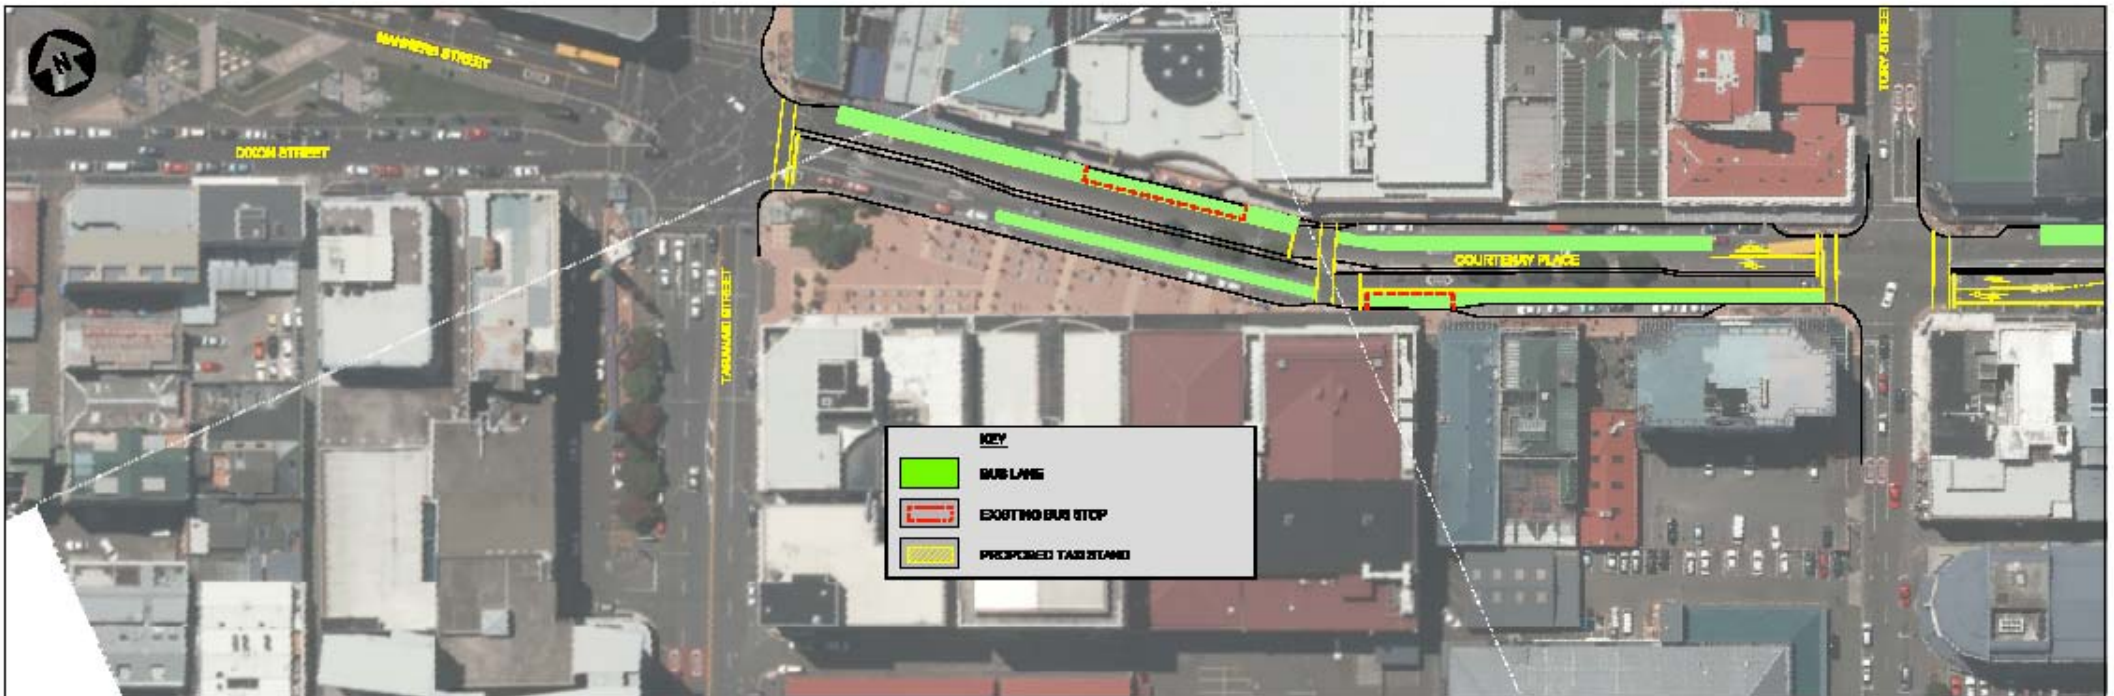 N
MANNERS STREET
DIXON STREET
TARANAKI STREET
COURTENAY PLACE
TORY STREET
KEY
BUS LANE
EXISTING BUS STOP
PROPOSED TAXI STAND